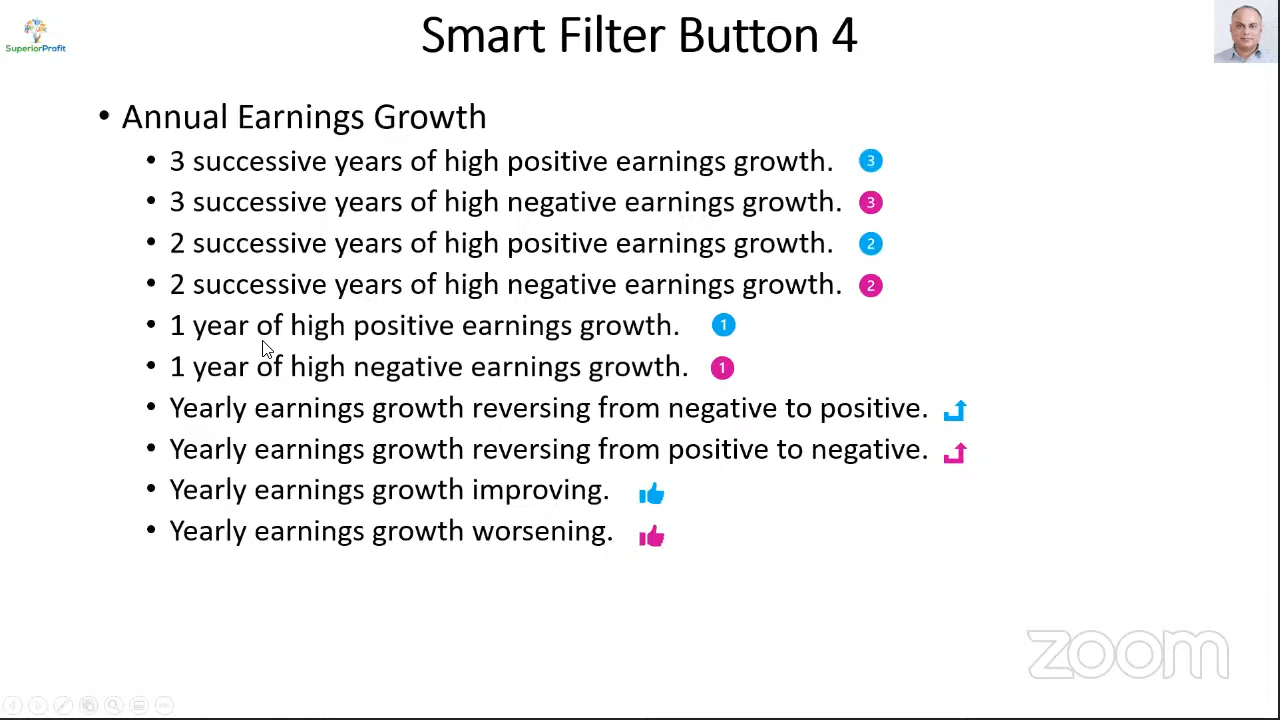 Smart Filter Button 4
SuperiorProfit
• Annual Earnings Growth
• 3 successive years of high positive earnings growth. 3
• 3 successive years of high negative earnings growth. 3
• 2 successive years of high positive earnings growth. 2
• 2 successive years of high negative earnings growth. 2
• 1 year of high positive earnings growth. 1
• 1 year of high negative earnings growth. 1
• Yearly earnings growth reversing from negative to positive.
• Yearly earnings growth reversing from positive to negative.
• Yearly earnings growth improving.
• Yearly earnings growth worsening.
zoom